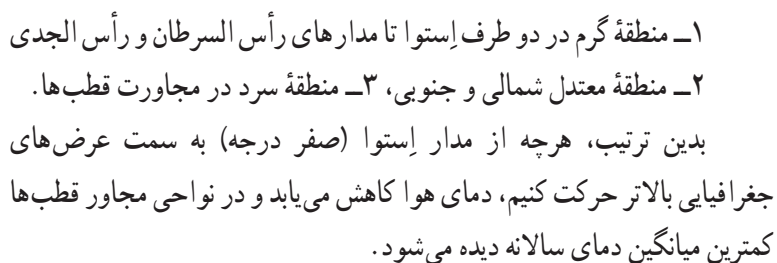 ۱ــ منطقهٔ گرم در دو طرف اِستوا تا مدارهای رأس السرطان و رأس الجدی
۲ــ منطقهٔ معتدل شمالی و جنوبی، ۳ــ منطقهٔ سرد در مجاورت قطب‌ها.
بدین ترتیب، هرچه از مدار اِستوا (صفر درجه) به سمت عرض‌های
جغرافیایی بالاتر حرکت کنیم، دمای هوا کاهش می‌یابد و در نواحی مجاور قطب‌ها
کمترین میانگین دمای سالانه دیده می‌شود.